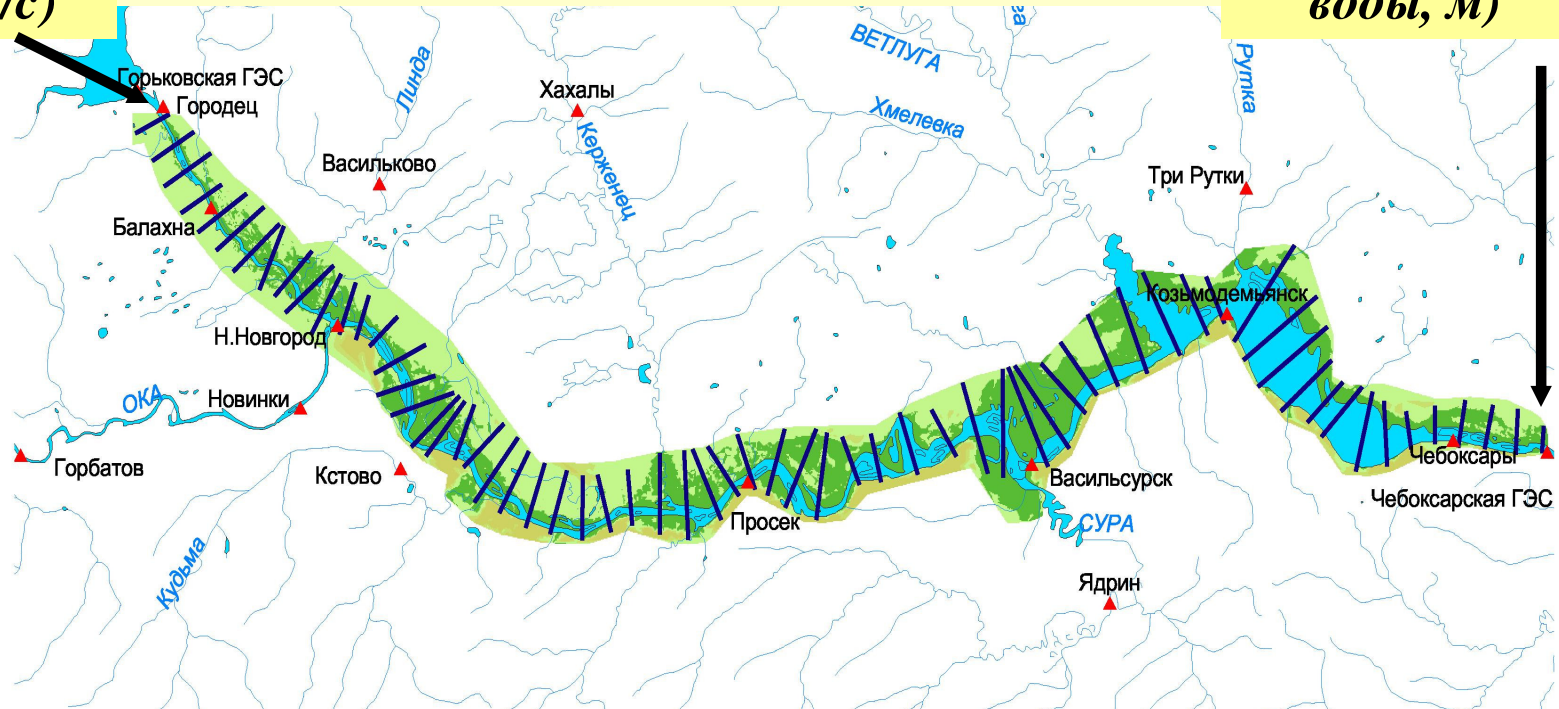 /с)
воды, м)
ВЕТЛУГА
Рутка
Линда
Горьковская ГЭС
Городец
Хахалы
Хмелевка
Керженец
Васильково
Три Рутки
Балахна
Козьмодемьянск
Н.Новгород
ОКА
Новинки
Горбатов
Кстово
Чебоксары
Васильсурск
Чебоксарская ГЭС
Просек
СУРА
Кудьма
Ядрин